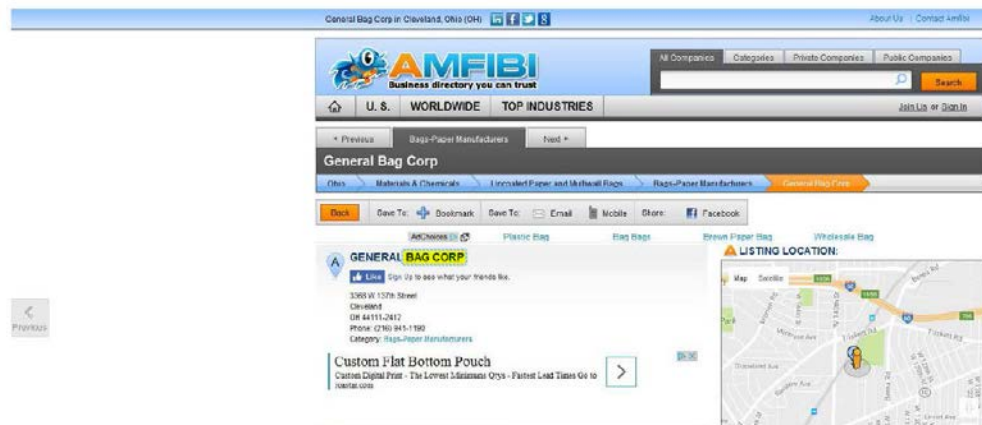 General Bag Corp in Cleveland, Ohio (OH)
About Us | Contact Amfibi
AMFIBI
Business directory you can trust
All Companies Categories Private Companies Public Companies
Search
U. S. WORLDWIDE TOP INDUSTRIES
Join Us or Sign In
Previous Bags-Paper Manufacturers Next
General Bag Corp
Ohio Materials & Chemicals Uncoated Paper and Multiwall Bags Bags-Paper Manufacturers General Bag Corp
Back Save To: Bookmark Save To: Email Mobile Share: Facebook
AdChoices Plastic Bag Bag Bags Brown Paper Bag Wholesale Bag
A GENERAL BAG CORP
LISTING LOCATION:
Like Sign Up to see what your friends like.
Map Satellite
3368 W 137th Street
Cleveland
OH 44111-2412
Phone: (216) 941-1190
Category: Bags-Paper Manufacturers
Previous
Custom Flat Bottom Pouch
Custom Digital Print - The Lowest Minimum Qtys - Fastest Lead Times Go to